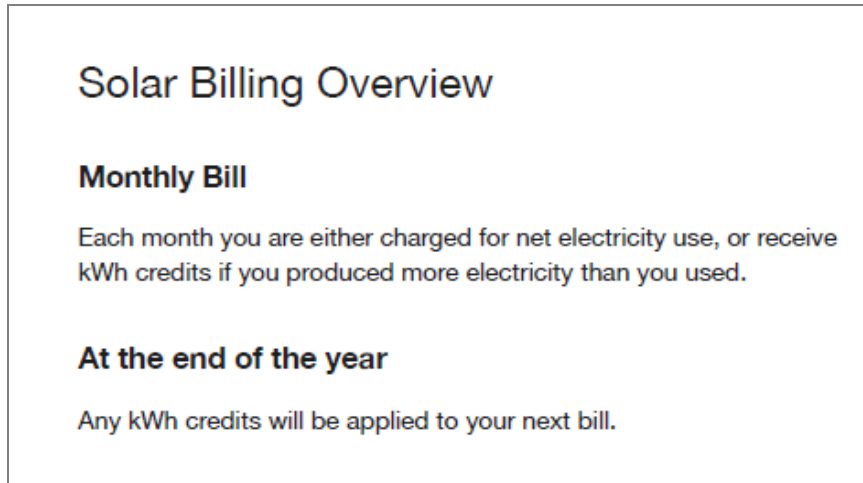 Solar Billing Overview
Monthly Bill
Each month you are either charged for net electricity use, or receive
kWh credits if you produced more electricity than you used.
At the end of the year
Any kWh credits will be applied to your next bill.